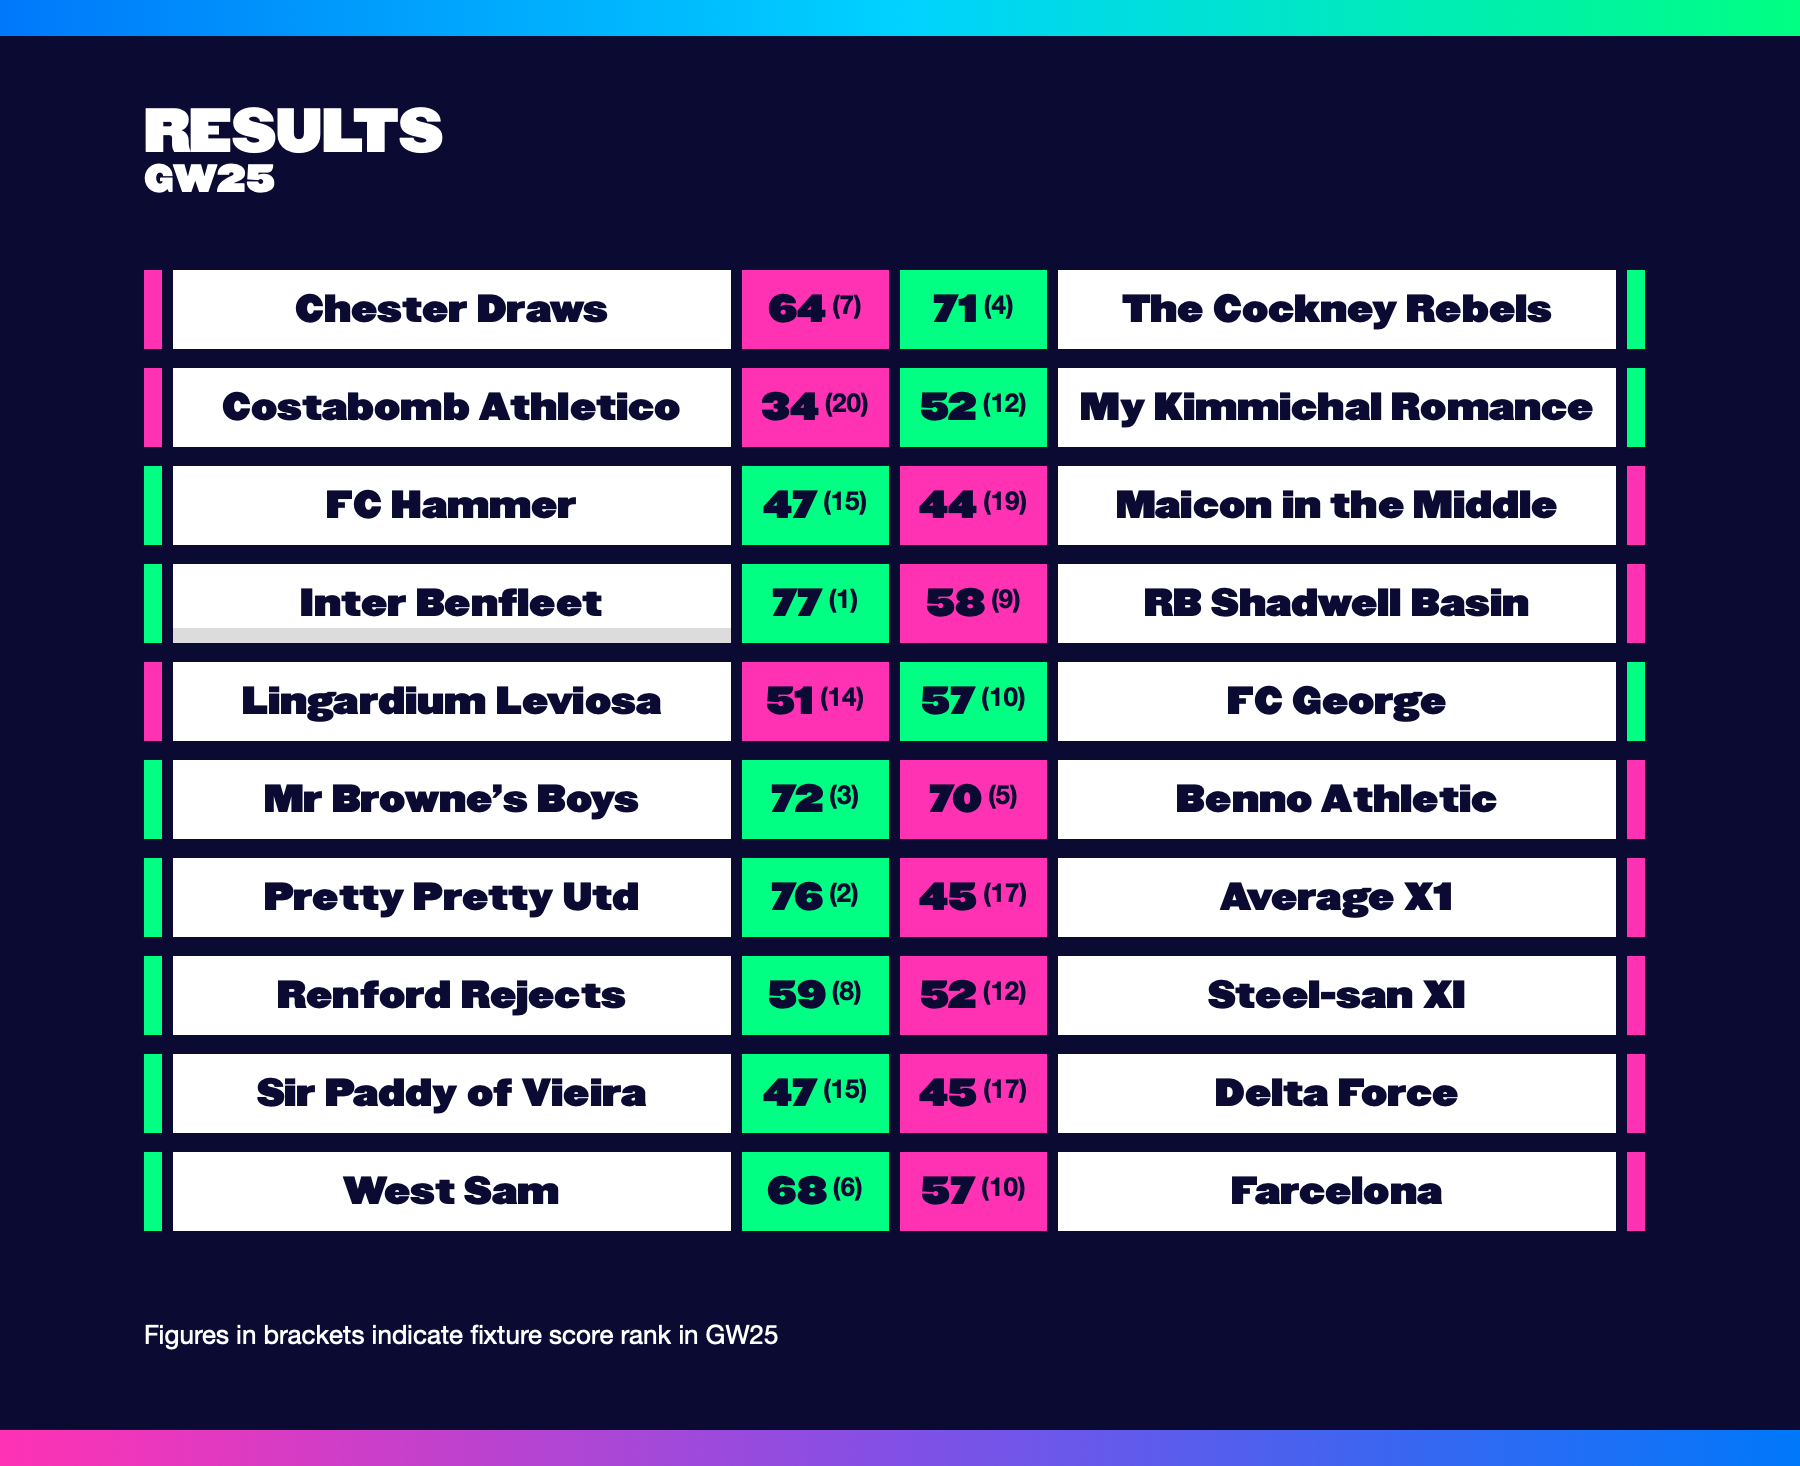 RESULTS
GW25
Chester Draws 64 (7) 71 (4) The Cockney Rebels
Costabomb Athletico 34 (20) 52 (12) My Kimmichal Romance
FC Hammer 47 (15) 44 (19) Maicon in the Middle
Inter Benfleet 77 (1) 58 (9) RB Shadwell Basin
Lingardium Leviosa 51 (14) 57 (10) FC George
Mr Browne’s Boys 72 (3) 70 (5) Benno Athletic
Pretty Pretty Utd 76 (2) 45 (17) Average X1
Renford Rejects 59 (8) 52 (12) Steel-san XI
Sir Paddy of Vieira 47 (15) 45 (17) Delta Force
West Sam 68 (6) 57 (10) Farcelona
Figures in brackets indicate fixture score rank in GW25